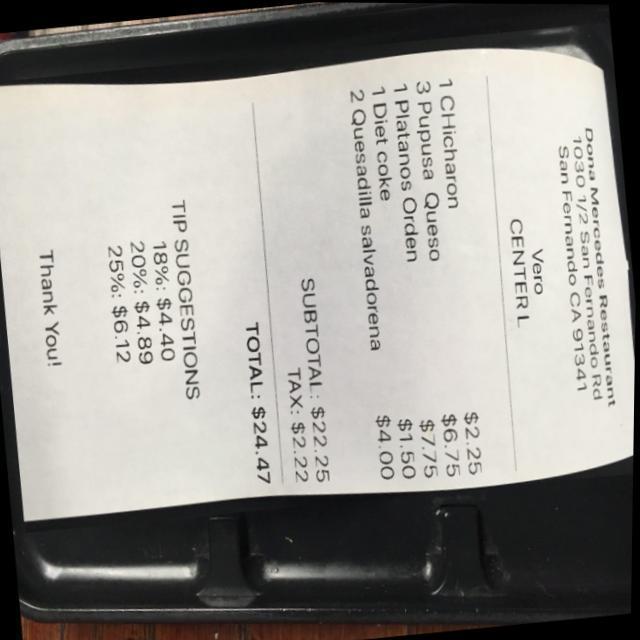 Dona Mercedes Restaurant
1030 1/2 San Fernando Rd
San Fernando CA 91341
Vero
CENTER L
1 CHicharon $2.25
3 Pupusa Queso $6.75
1 Platanos Orden $7.75
1 Diet coke $1.50
2 Quesadilla salvadorena $4.00
SUBTOTAL: $22.25
TAX: $2.22
TOTAL: $24.47
TIP SUGGESTIONS
18%: $4.40
20%: $4.89
25%: $6.12
Thank You!